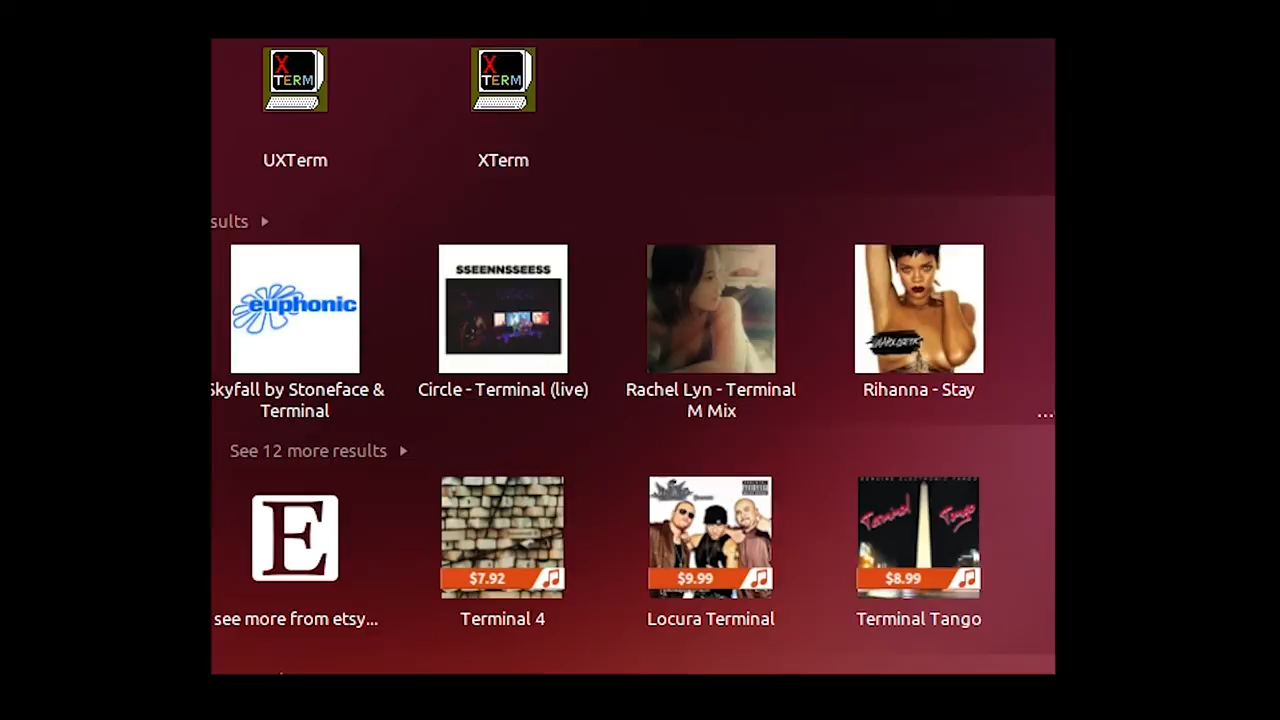 X TERM
X TERM
UXTerm
XTerm
sults
euphonic
SSEENNSSEESS
Skyfall by Stoneface &
Terminal
Circle - Terminal (live)
Rachel Lyn - Terminal
M Mix
Rihanna - Stay
...
See 12 more results
E
$7.92
$9.99
Terminal Tango
$8.99
see more from etsy...
Terminal 4
Locura Terminal
Terminal Tango